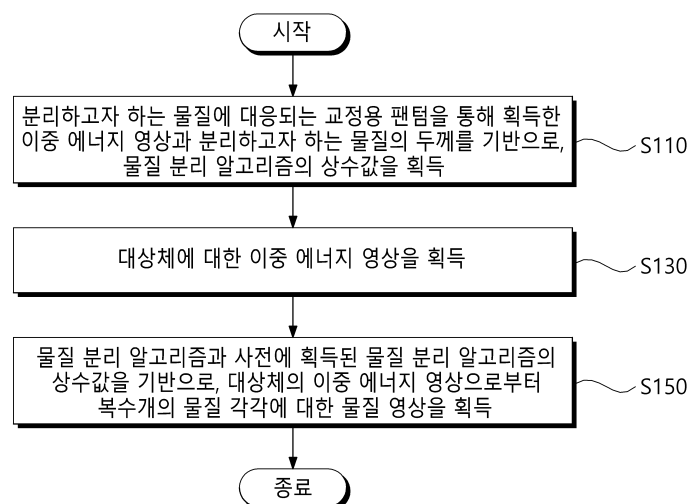 시작
분리하고자 하는 물질에 대응되는 교정용 팬텀을 통해 획득한
이중 에너지 영상과 분리하고자 하는 물질의 두께를 기반으로,
물질 분리 알고리즘의 상수값을 획득
S110
대상체에 대한 이중 에너지 영상을 획득
S130
물질 분리 알고리즘과 사전에 획득된 물질 분리 알고리즘의
상수값을 기반으로, 대상체의 이중 에너지 영상으로부터
복수개의 물질 각각에 대한 물질 영상을 획득
S150
종료